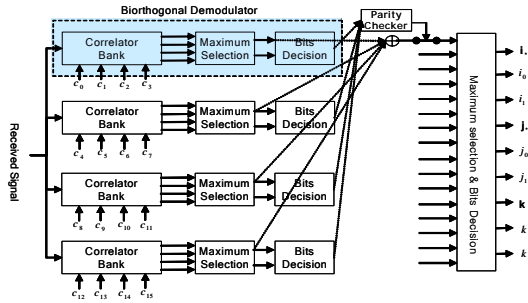 Biorthogonal Demodulator
Parity
Checker
Correlator
Bank
Maximum
Selection
Bits
Decision
c0 c1 c2 c3
Correlator
Bank
Maximum
Selection
Bits
Decision
c4 c5 c6 c7
Correlator
Bank
Maximum
Selection
Bits
Decision
c8 c9 c10 c11
Correlator
Bank
Maximum
Selection
Bits
Decision
c12 c13 c14 c15
Received Signal
Maximum selection & Bits Decision
i.
i0
i1
j.
j0
j1
k
k
k